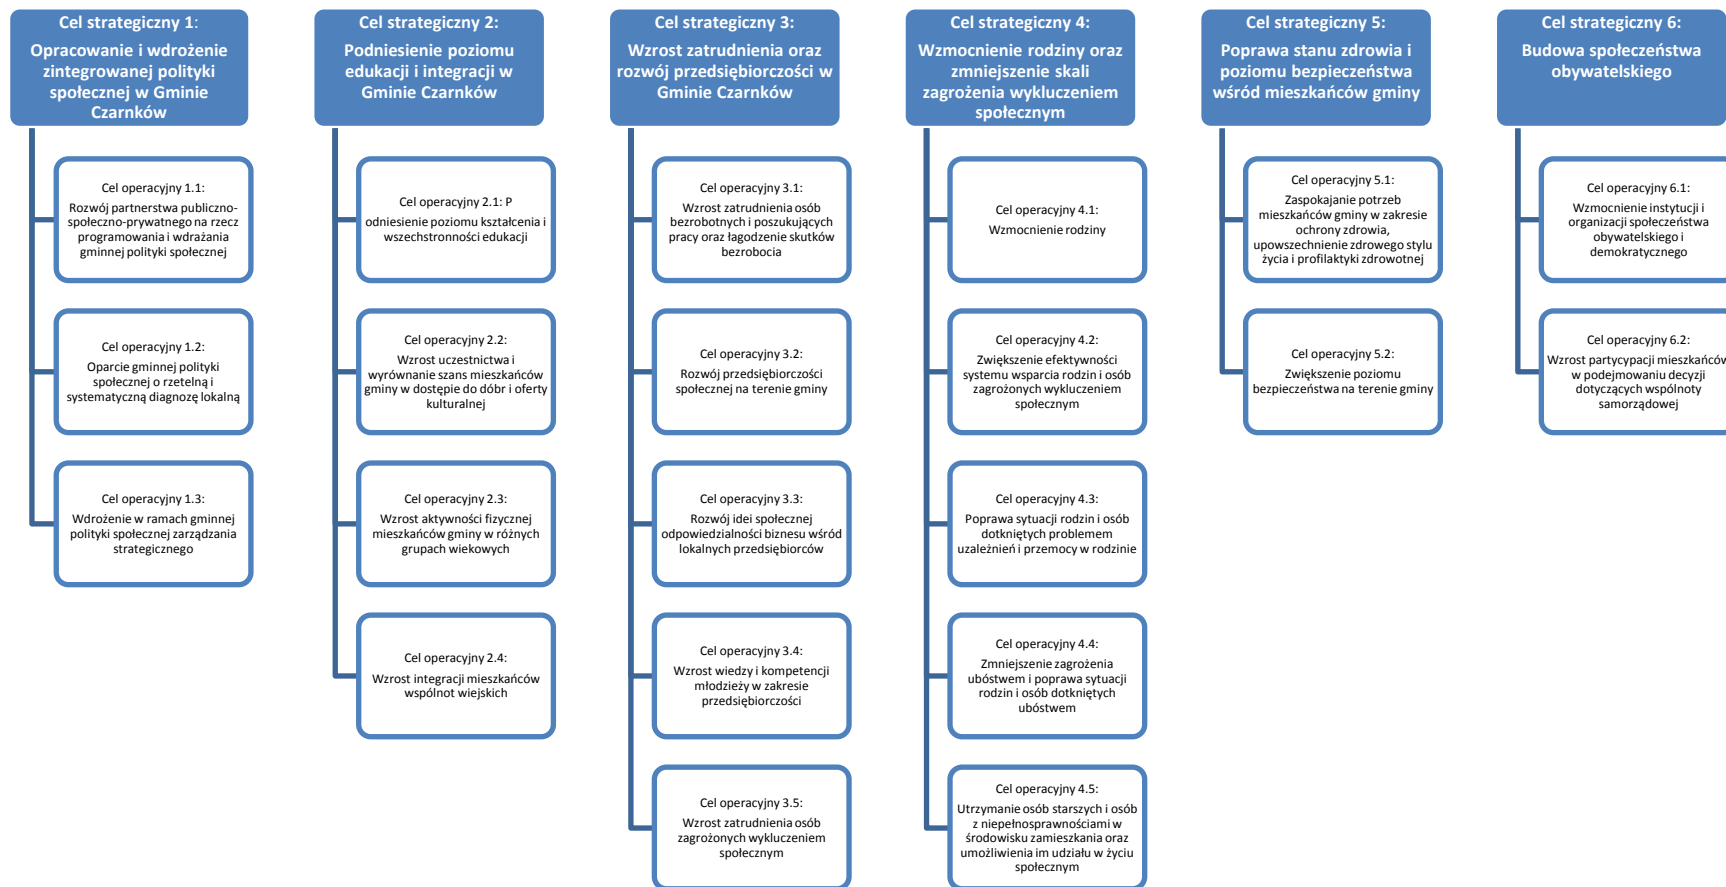 Cel strategiczny 1:
Opracowanie i wdrożenie
zintegrowanej polityki
społecznej w Gminie
Czarnków
Cel operacyjny 1.1:
Rozwój partnerstwa publiczno-
społeczno-prywatnego na rzecz
programowania i wdrażania
gminnej polityki społecznej
Cel operacyjny 1.2:
Oparcie gminnej polityki
społecznej o rzetelną i
systematyczną diagnozę lokalną
Cel operacyjny 1.3:
Wdrożenie w ramach gminnej
polityki społecznej zarządzania
strategicznego
Cel strategiczny 2:
Podniesienie poziomu
edukacji i integracji w
Gminie Czarnków
Cel operacyjny 2.1: P
odniesienie poziomu kształcenia i
wszechstronności edukacji
Cel operacyjny 2.2:
Wzrost uczestnictwa i
wyrównanie szans mieszkańców
gminy w dostępie do dóbr i oferty
kulturalnej
Cel operacyjny 2.3:
Wzrost aktywności fizycznej
mieszkańców gminy w różnych
grupach wiekowych
Cel operacyjny 2.4:
Wzrost integracji mieszkańców
wspólnot wiejskich
Cel strategiczny 3:
Wzrost zatrudnienia oraz
rozwój przedsiębiorczości w
Gminie Czarnków
Cel operacyjny 3.1:
Wzrost zatrudnienia osób
bezrobotnych i poszukujących
pracy oraz łagodzenie skutków
bezrobocia
Cel operacyjny 3.2:
Rozwój przedsiębiorczości
społecznej na terenie gminy
Cel operacyjny 3.3:
Rozwój idei społecznej
odpowiedzialności biznesu wśród
lokalnych przedsiębiorców
Cel operacyjny 3.4:
Wzrost wiedzy i kompetencji
młodzieży w zakresie
przedsiębiorczości
Cel operacyjny 3.5:
Wzrost zatrudnienia osób
zagrożonych wykluczeniem
społecznym
Cel strategiczny 4:
Wzmocnienie rodziny oraz
zmniejszenie skali
zagrożenia wykluczeniem
społecznym
Cel operacyjny 4.1:
Wzmocnienie rodziny
Cel operacyjny 4.2:
Zwiększenie efektywności
systemu wsparcia rodzin i osób
zagrożonych wykluczeniem
społecznym
Cel operacyjny 4.3:
Poprawa sytuacji rodzin i osób
dotkniętych problemem
uzależnień i przemocy w rodzinie
Cel operacyjny 4.4:
Zmniejszenie zagrożenia
ubóstwem i poprawa sytuacji
rodzin i osób dotkniętych
ubóstwem
Cel operacyjny 4.5:
Utrzymanie osób starszych i osób
z niepełnosprawnościami w
środowisku zamieszkania oraz
umożliwienia im udziału w życiu
społecznym
Cel strategiczny 5:
Poprawa stanu zdrowia i
poziomu bezpieczeństwa
wśród mieszkańców gminy
Cel operacyjny 5.1:
Zaspokajanie potrzeb
mieszkańców gminy w zakresie
ochrony zdrowia,
upowszechnienie zdrowego stylu
życia i profilaktyki zdrowotnej
Cel operacyjny 5.2:
Zwiększenie poziomu
bezpieczeństwa na terenie gminy
Cel strategiczny 6:
Budowa społeczeństwa
obywatelskiego
Cel operacyjny 6.1:
Wzmocnienie instytucji i
organizacji społeczeństwa
obywatelskiego i
demokratycznego
Cel operacyjny 6.2:
Wzrost partycypacji mieszkańców
w podejmowaniu decyzji
dotyczących wspólnoty
samorządowej